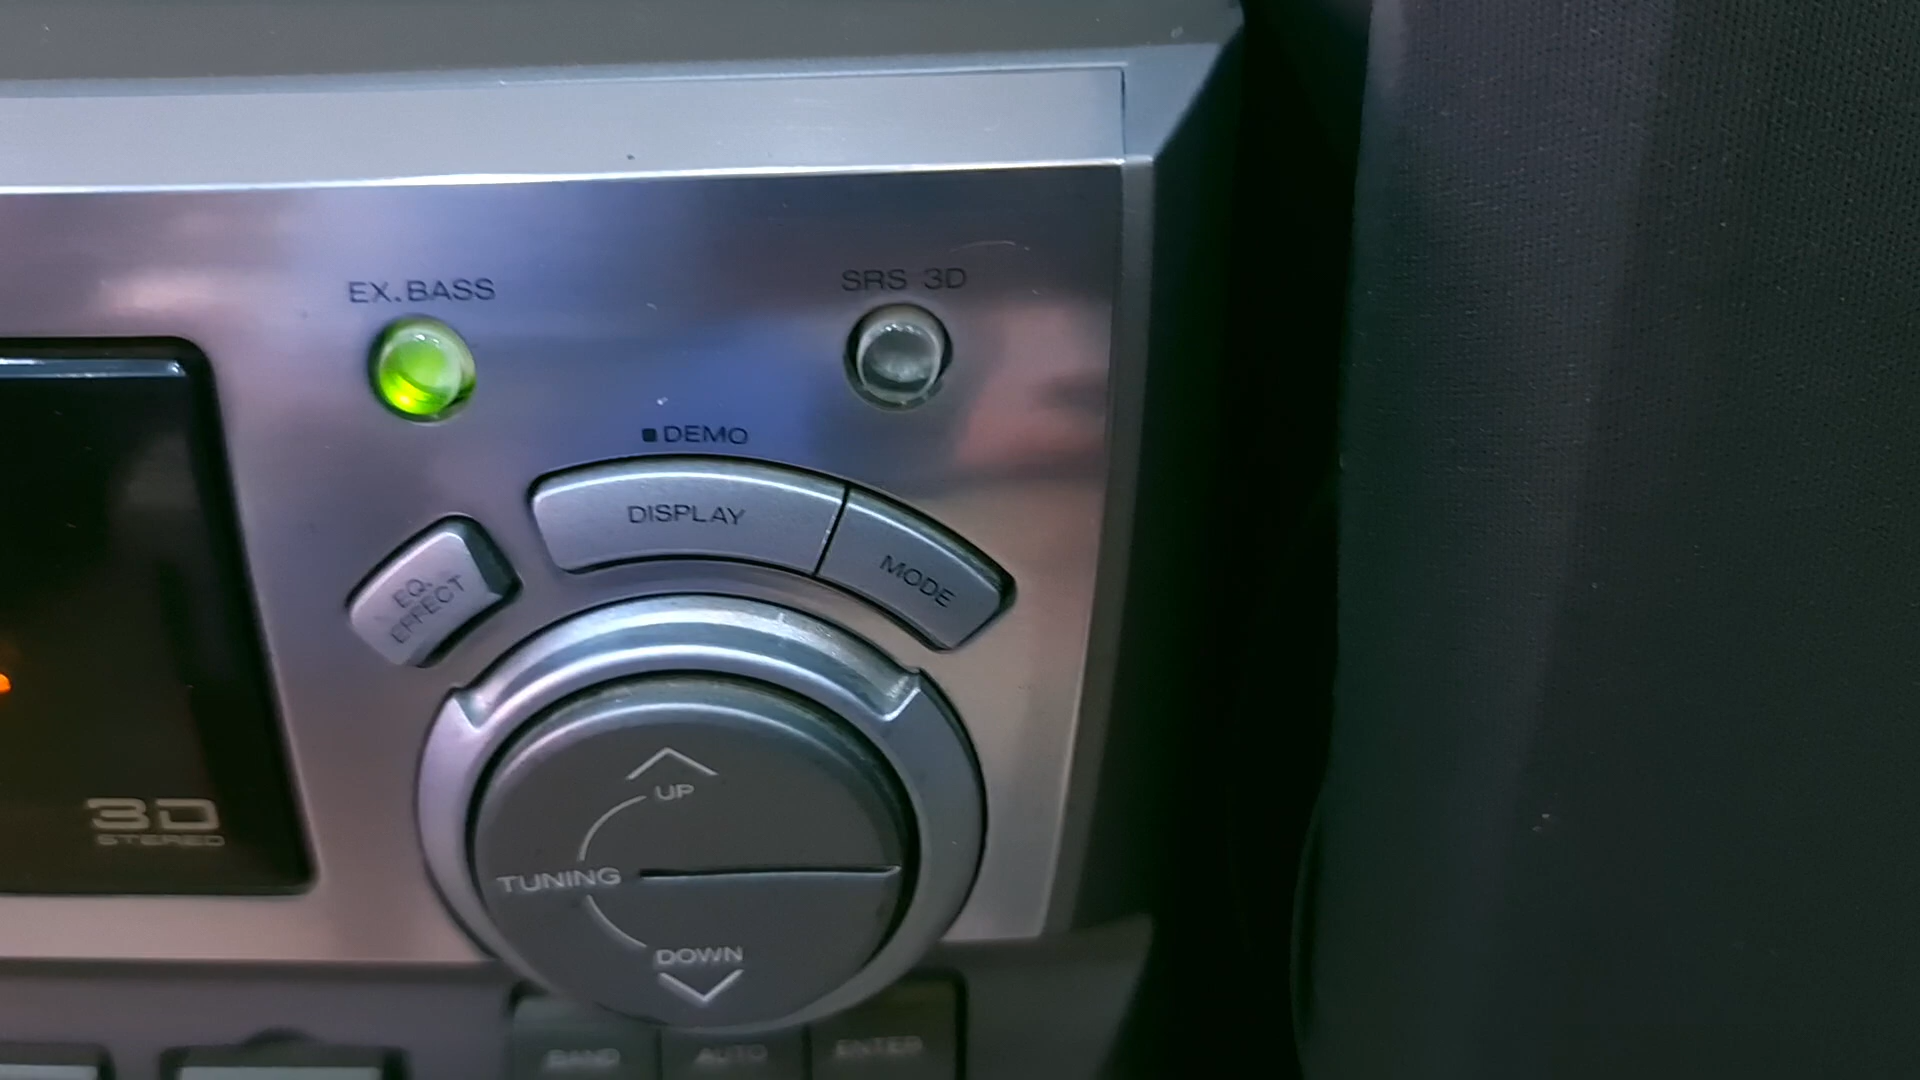 EX.BASS
SRS 3D
■DEMO
DISPLAY
MODE
EQ.
EFFECT
UP
3D
STEREO
TUNING
DOWN
BAND
AUTO
ENTER